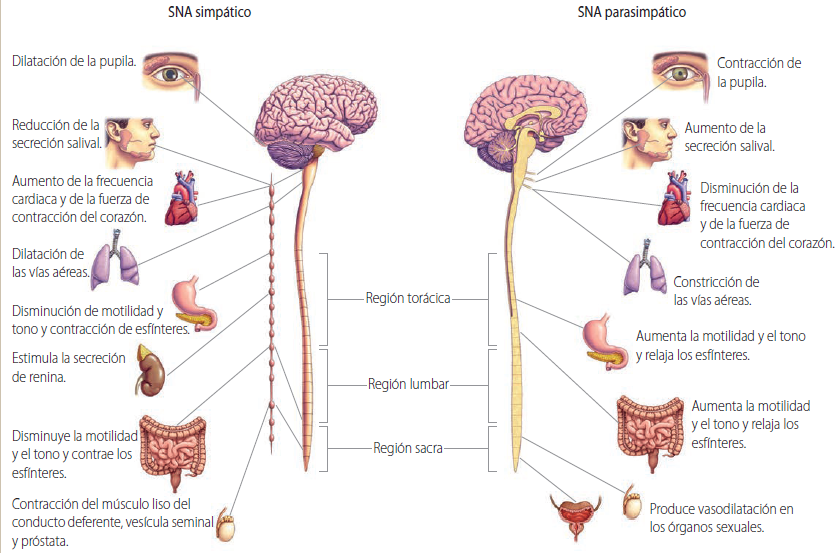 SNA simpático
Dilatación de la pupila.
Reducción de la
secreción salival.
Aumento de la frecuencia
cardiaca y de la fuerza de
contracción del corazón.
Dilatación de
las vías aéreas.
Disminución de motilidad y
tono y contracción de esfínteres.
Estimula la secreción
de renina.
Disminuye la motilidad
y el tono y contrae los
esfínteres.
Contracción del músculo liso del
conducto deferente, vesícula seminal
y próstata.
Región torácica
Región lumbar
Región sacra
SNA parasimpático
Contracción de
la pupila.
Aumento de la
secreción salival.
Disminución de la
frecuencia cardiaca
y de la fuerza de
contracción del corazón.
Constricción de
las vías aéreas.
Aumenta la motilidad y el tono
y relaja los esfínteres.
Aumenta la motilidad
y el tono y relaja los
esfínteres.
Produce vasodilatación en
los órganos sexuales.